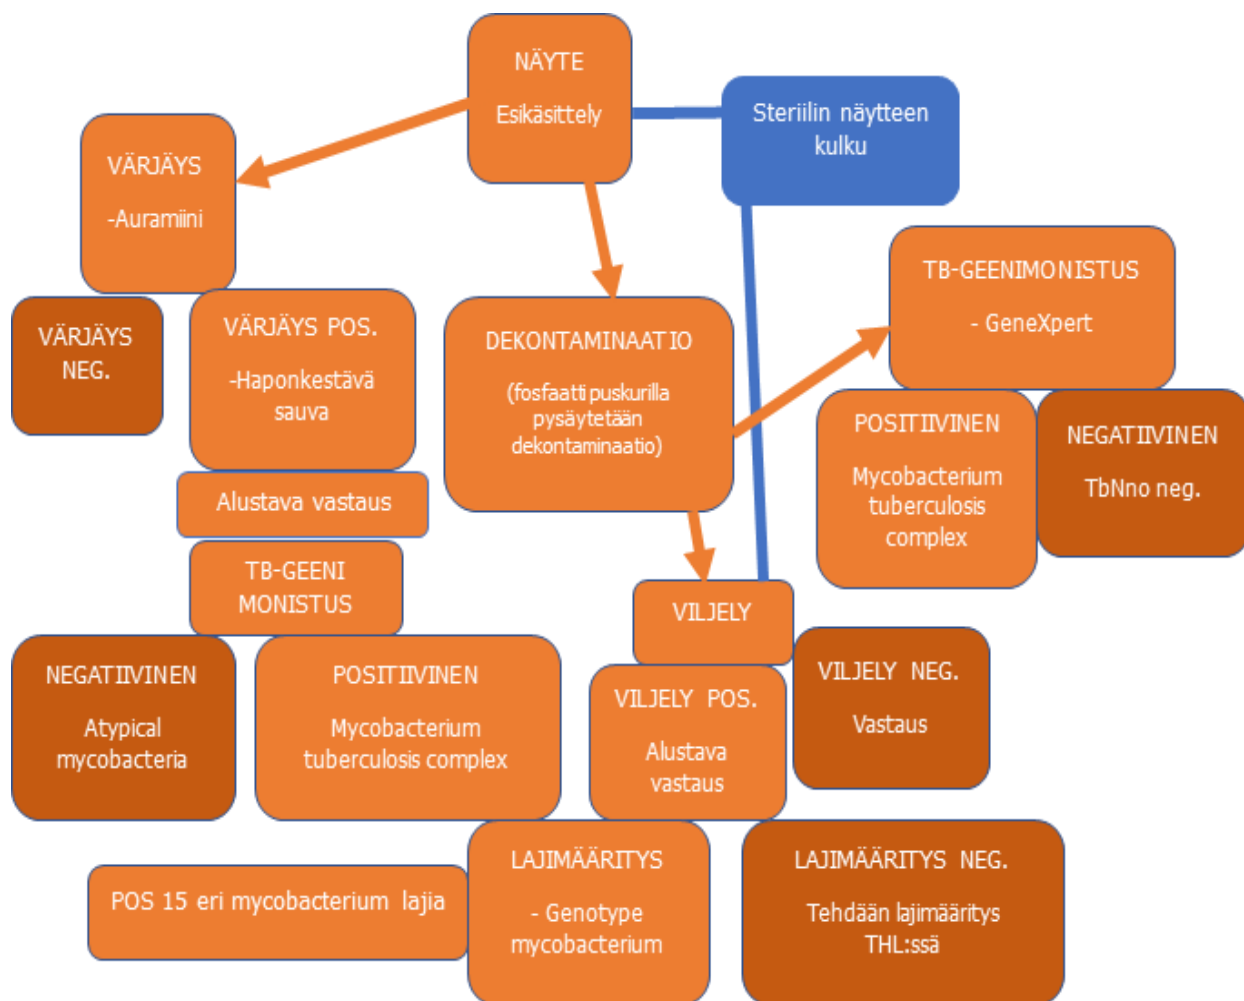 NÄYTE
Esikäsittely
Steriilin näytteen
kulku
VÄRJÄYS
-Auramiini
VÄRJÄYS
NEG.
VÄRJÄYS POS.
-Haponkestävä
sauva
Alustava vastaus
TB-GEENI
MONISTUS
NEGATIIVINEN
Atypical
mycobacteria
POSITIIVINEN
Mycobacterium
tuberculosis complex
DEKONTAMINAATIO
(fosfaattipuskurilla
pysäytetään
dekontaminaatio)
TB-GEENIMONISTUS
- GeneXpert
POSITIIVINEN
Mycobacterium
tuberculosis
complex
NEGATIIVINEN
TbNno neg.
VILJELY
VILJELY POS.
Alustava
vastaus
VILJELY NEG.
Vastaus
LAJIMÄÄRITYS
- Genotype
mycobacterium
POS 15 eri mycobacterium lajia
LAJIMÄÄRITYS NEG.
Tehdään lajimääritys
THL:ssä